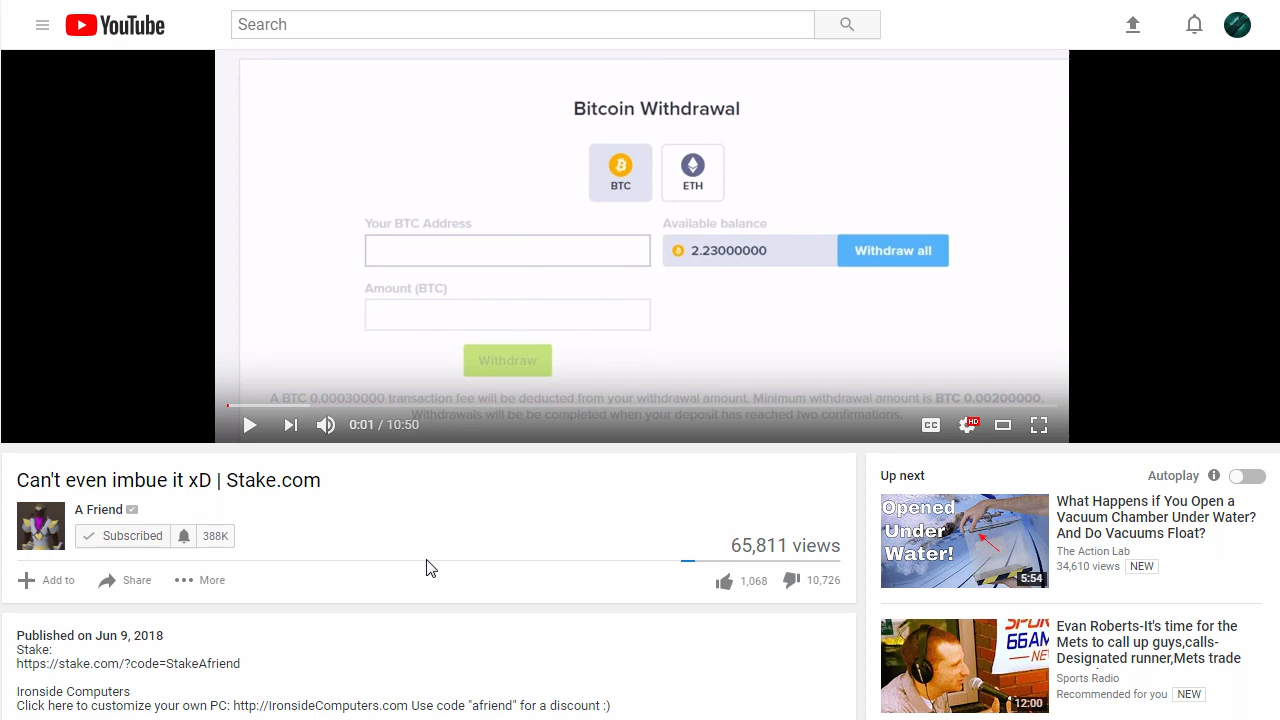 YouTube
Search
Bitcoin Withdrawal
BTC
ETH
Your BTC Address
Available balance
2.23000000
Withdraw all
Amount (BTC)
Withdraw
A BTC 0.00030000 transaction fee will be deducted from your withdrawal amount. Minimum withdrawal amount is BTC 0.00200000.
Withdrawals will be be completed when your deposit has reached two confirmations.
0:01 / 10:50
CC
HD
Can't even imbue it xD | Stake.com
A Friend
Subscribed
388K
65,811 views
Add to
Share
More
1,068
10,726
Published on Jun 9, 2018
Stake:
https://stake.com/?code=StakeAfriend
Ironside Computers
Click here to customize your own PC: http://IronsideComputers.com Use code "afriend" for a discount :)
Up next
Autoplay
Opened
Under
Water!
5:54
What Happens if You Open a
Vacuum Chamber Under Water?
And Do Vacuums Float?
The Action Lab
34,610 views
NEW
66AM
12:00
Evan Roberts-It's time for the
Mets to call up guys,calls-
Designated runner,Mets trade
Sports Radio
Recommended for you
NEW